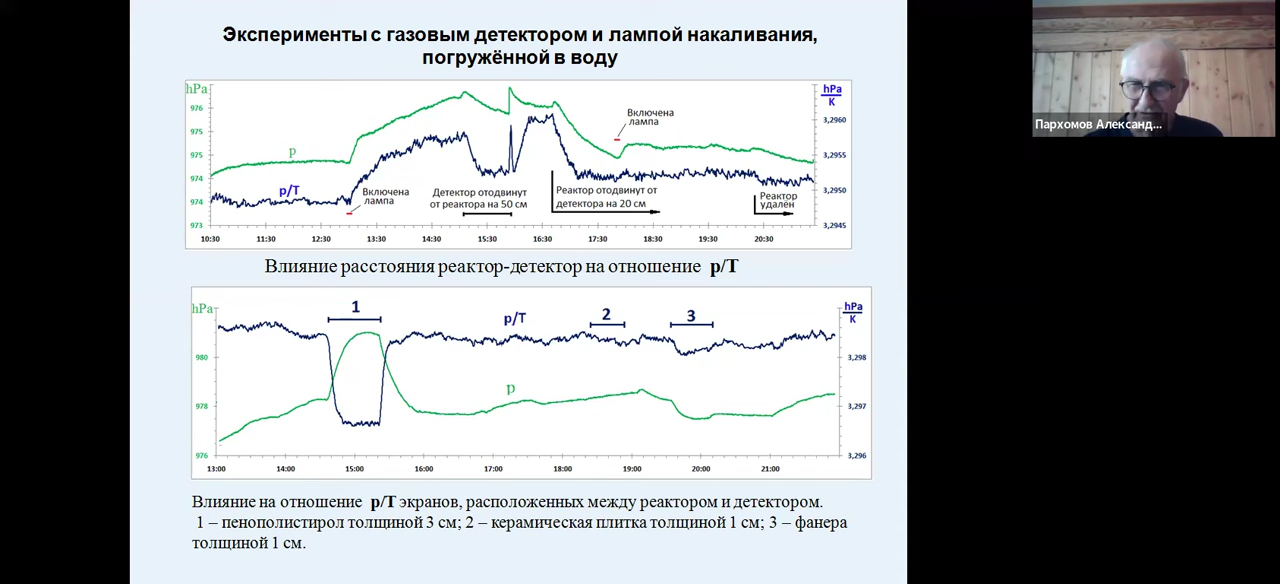 Эксперименты с газовым детектором и лампой накаливания,
погружённой в воду
hPa
976
975
975
974
974
973
p
p/T
Включена
лампа
Детектор отодвинут
от реактора на 50 см
Реактор отодвинут от
детектора на 20 см
Включена
лампа
Реактор
удалён
hPa
K
3,2960
3,2955
3,2950
3,2945
10:30 11:30 12:30 13:30 14:30 15:30 16:30 17:30 18:30 19:30 20:30
Влияние расстояния реактор-детектор на отношение p/T
hPa
980
978
976
1
p/T
2
3
p
hPa
K
3,298
3,297
3,296
13:00 14:00 15:00 16:00 17:00 18:00 19:00 20:00 21:00
Влияние на отношение p/T экранов, расположенных между реактором и детектором.
1 – пенополистирол толщиной 3 см; 2 – керамическая плитка толщиной 1 см; 3 – фанера
толщиной 1 см.
Пархомов Александ...